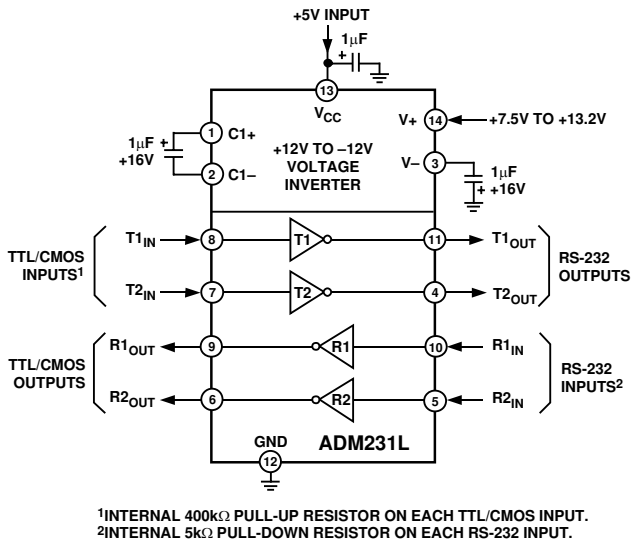 +5V INPUT
1μF
+
13
VCC
1
C1+
1μF
+16V
+
2
C1–
+12V TO –12V
VOLTAGE
INVERTER
V+
14
+7.5V TO +13.2V
V–
3
1μF
+
+16V
TTL/CMOS
INPUTS1
T1IN
8
T1
11
T1OUT
T2IN
7
T2
4
T2OUT
RS-232
OUTPUTS
TTL/CMOS
OUTPUTS
R1OUT
9
R1
10
R1IN
R2OUT
6
R2
5
R2IN
RS-232
INPUTS2
GND
12
ADM231L
1INTERNAL 400kΩ PULL-UP RESISTOR ON EACH TTL/CMOS INPUT.
2INTERNAL 5kΩ PULL-DOWN RESISTOR ON EACH RS-232 INPUT.